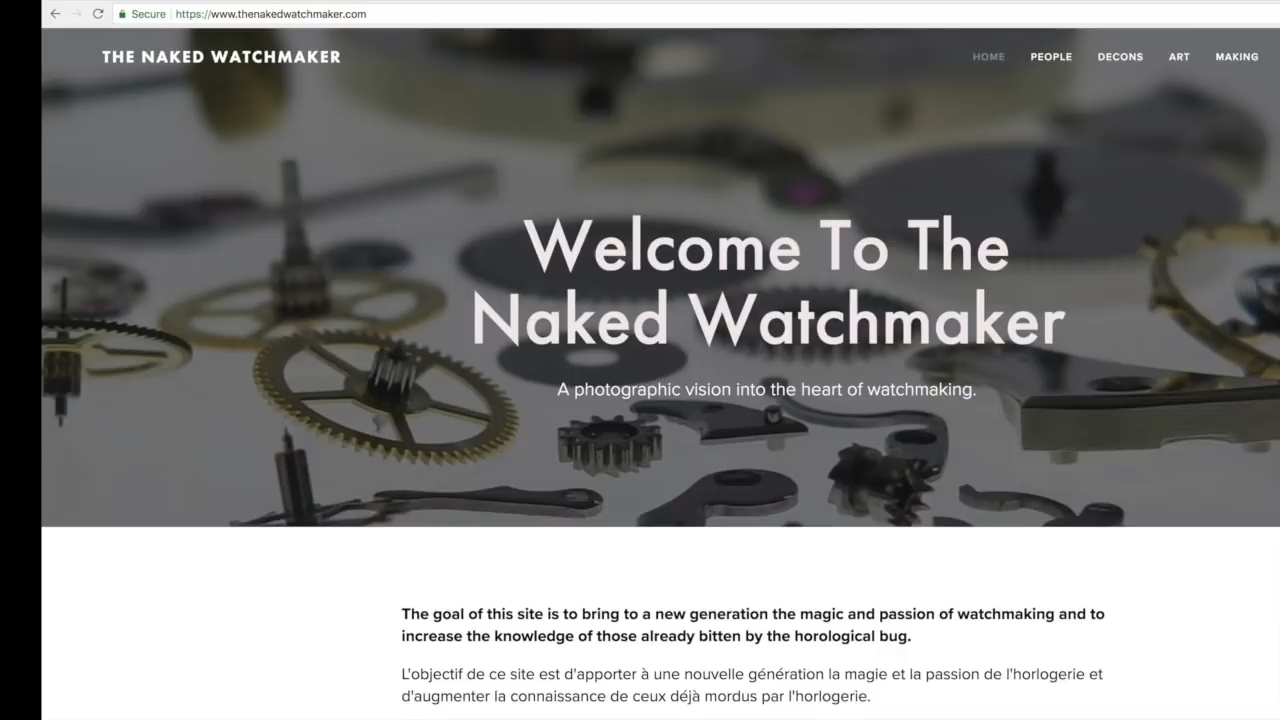 Secure https://www.thenakedwatchmaker.com
THE NAKED WATCHMAKER HOME PEOPLE DECONS ART MAKING
Welcome To The
Naked Watchmaker
A photographic vision into the heart of watchmaking.
The goal of this site is to bring to a new generation the magic and passion of watchmaking and to
increase the knowledge of those already bitten by the horological bug.
L'objectif de ce site est d'apporter à une nouvelle génération la magie et la passion de l'horlogerie et
d'augmenter la connaissance de ceux déjà mordus par l'horlogerie.